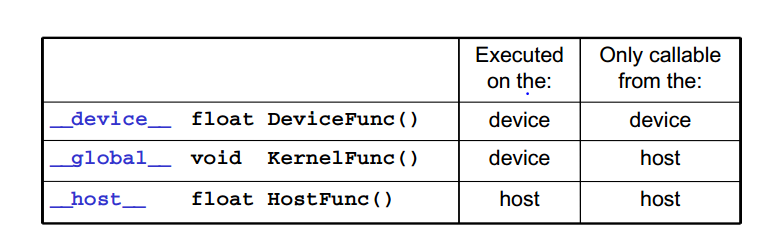 Executed on the: Only callable from the:
__device__ float DeviceFunc() device device
__global__ void KernelFunc() device host
__host__ float HostFunc() host host